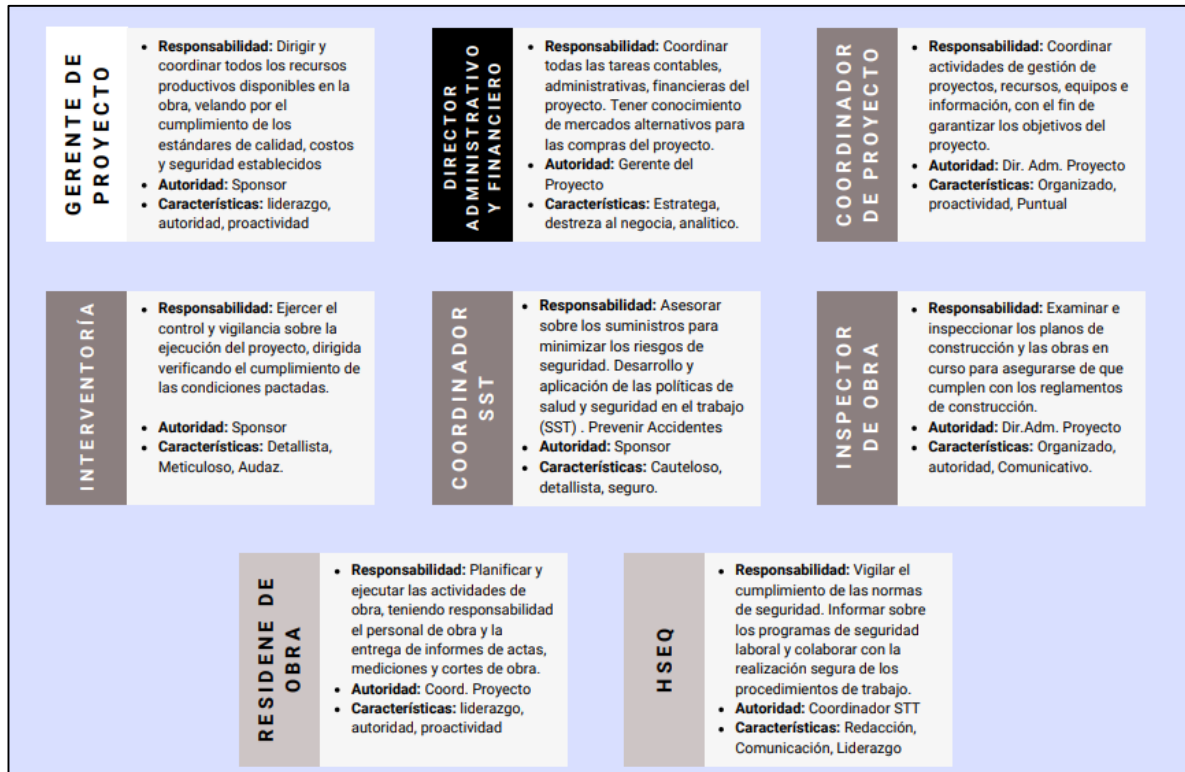 GERENTE DE
PROYECTO
• Responsabilidad: Dirigir y
coordinar todos los recursos
productivos disponibles en la
obra, velando por el
cumplimiento de los
estándares de calidad, costos
y seguridad establecidos
• Autoridad: Sponsor
• Características: liderazgo,
autoridad, proactividad
DIRECTOR
ADMINISTRATIVO
Y FINANCIERO
• Responsabilidad: Coordinar
todas las tareas contables,
administrativas, financieras del
proyecto. Tener conocimiento
de mercados alternativos para
las compras del proyecto.
• Autoridad: Gerente del
Proyecto
• Características: Estratega,
destreza al negocia, analitico.
COORDINADOR
DE PROYECTO
• Responsabilidad: Coordinar
actividades de gestión de
proyectos, recursos, equipos e
información, con el fin de
garantizar los objetivos del
proyecto.
• Autoridad: Dir. Adm. Proyecto
• Características: Organizado,
proactividad, Puntual
INTERVENTORÍA
• Responsabilidad: Ejercer el
control y vigilancia sobre la
ejecución del proyecto, dirigida
verificando el cumplimiento de
las condiciones pactadas.
• Autoridad: Sponsor
• Características: Detallista,
Meticuloso, Audaz.
COORDINADOR
SST
• Responsabilidad: Asesorar
sobre los suministros para
minimizar los riesgos de
seguridad. Desarrollo y
aplicación de las políticas de
salud y seguridad en el trabajo
(SST) . Prevenir Accidentes
• Autoridad: Sponsor
• Características: Cauteloso,
detallista, seguro.
INSPECTOR
DE OBRA
• Responsabilidad: Examinar e
inspeccionar los planos de
construcción y las obras en
curso para asegurarse de que
cumplen con los reglamentos
de construcción.
• Autoridad: Dir.Adm. Proyecto
• Características: Organizado,
autoridad, Comunicativo.
RESIDENE DE
OBRA
• Responsabilidad: Planificar y
ejecutar las actividades de
obra, teniendo responsabilidad
el personal de obra y la
entrega de informes de actas,
mediciones y cortes de obra.
• Autoridad: Coord. Proyecto
• Características: liderazgo,
autoridad, proactividad
HSEQ
• Responsabilidad: Vigilar el
cumplimiento de las normas
de seguridad. Informar sobre
los programas de seguridad
laboral y colaborar con la
realización segura de los
procedimientos de trabajo.
• Autoridad: Coordinador STT
• Características: Redacción,
Comunicación, Liderazgo